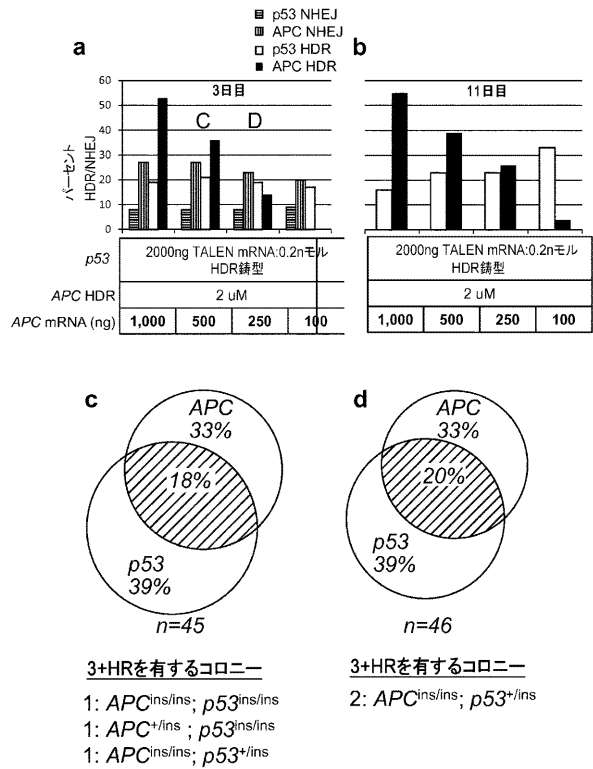 p53 NHEJ
APC NHEJ
p53 HDR
APC HDR
a
b
3日目
11日目
パーセント
HDR/NHEJ
60
50
40
30
20
10
0
C D
p53
2000ng TALEN mRNA:0.2nモル
HDR鋳型
2000ng TALEN mRNA:0.2nモル
HDR鋳型
APC HDR
2 uM
2 uM
APC mRNA (ng)
1,000 500 250 100
1,000 500 250 100
c
APC
33%
18%
p53
39%
n=45
3+HRを有するコロニー
1: APCins/ins; p53ins/ins
1: APC+/ins ; p53ins/ins
1: APCins/ins; p53+/ins
d
APC
33%
20%
p53
39%
n=46
3+HRを有するコロニー
2: APCins/ins; p53+/ins